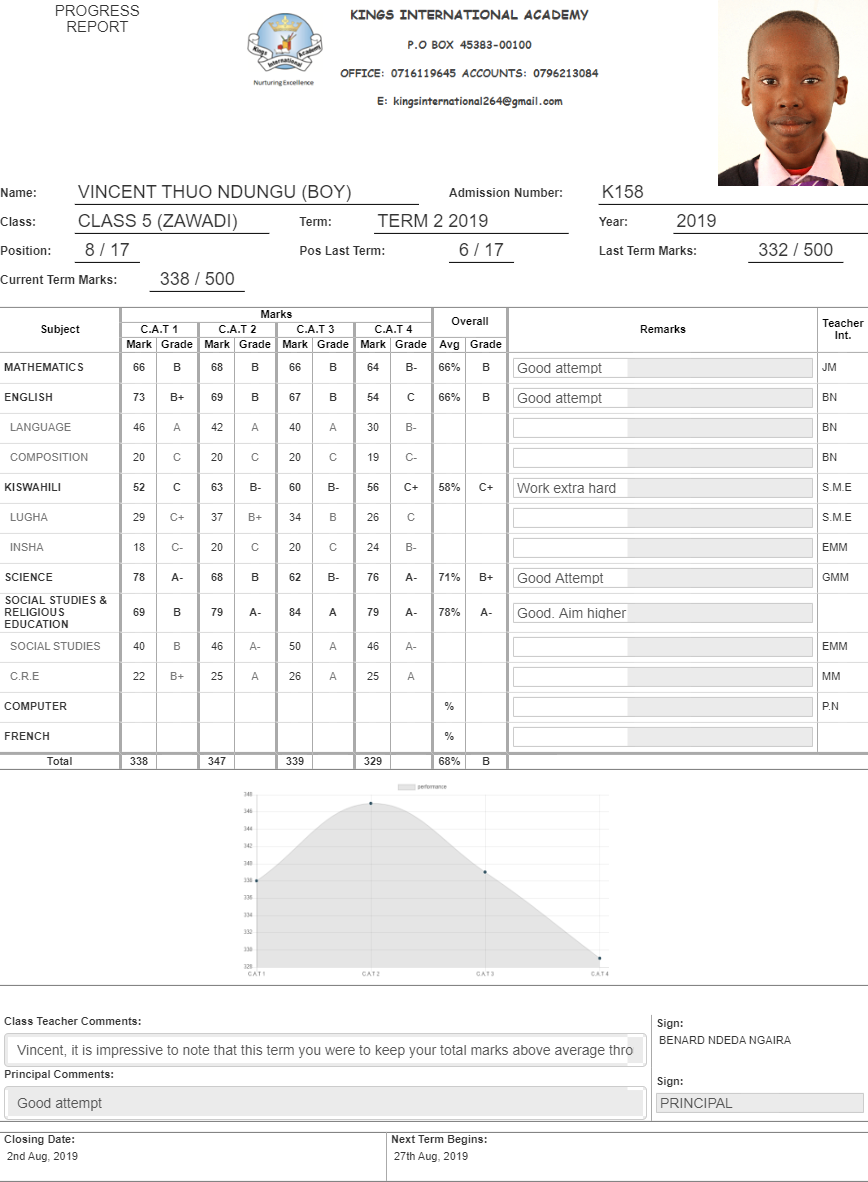 PROGRESS
REPORT
Kings International Academy
Nurturing Excellence
KINGS INTERNATIONAL ACADEMY
P.O BOX 45383-00100
OFFICE: 0716119645 ACCOUNTS: 0796213084
E: kingsinternational264@gmail.com
Name: VINCENT THUO NDUNGU (BOY) Admission Number: K158
Class: CLASS 5 (ZAWADI) Term: TERM 2 2019 Year: 2019
Position: 8 / 17 Pos Last Term: 6 / 17 Last Term Marks: 332 / 500
Current Term Marks: 338 / 500
Subject Marks Overall Remarks Teacher Int.
C.A.T 1 C.A.T 2 C.A.T 3 C.A.T 4
Mark Grade Mark Grade Mark Grade Mark Grade Avg Grade
MATHEMATICS 66 B 68 B 66 B 64 B- 66% B Good attempt JM
ENGLISH 73 B+ 69 B 67 B 54 C 66% B Good attempt BN
LANGUAGE 46 A 42 A 40 A 30 B- BN
COMPOSITION 20 C 20 C 20 C 19 C- BN
KISWAHILI 52 C 63 B- 60 B- 56 C+ 58% C+ Work extra hard S.M.E
LUGHA 29 C+ 37 B+ 34 B 26 C S.M.E
INSHA 18 C- 20 C 20 C 24 B- EMM
SCIENCE 78 A- 68 B 62 B- 76 A- 71% B+ Good Attempt GMM
SOCIAL STUDIES &
RELIGIOUS
EDUCATION 69 B 79 A- 84 A 79 A- 78% A- Good. Aim higher
SOCIAL STUDIES 40 B 46 A- 50 A 46 A- EMM
C.R.E 22 B+ 25 A 26 A 25 A MM
COMPUTER % P.N
FRENCH %
Total 338 347 339 329 68% B
performance
348
346
344
342
340
338
336
334
332
330
328
CAT1 CAT2 CAT3 CAT4
Class Teacher Comments:
Vincent, it is impressive to note that this term you were to keep your total marks above average thro
Sign:
BENARD NDEDA NGAIRA
Principal Comments:
Good attempt
Sign:
PRINCIPAL
Closing Date: Next Term Begins:
2nd Aug, 2019 27th Aug, 2019